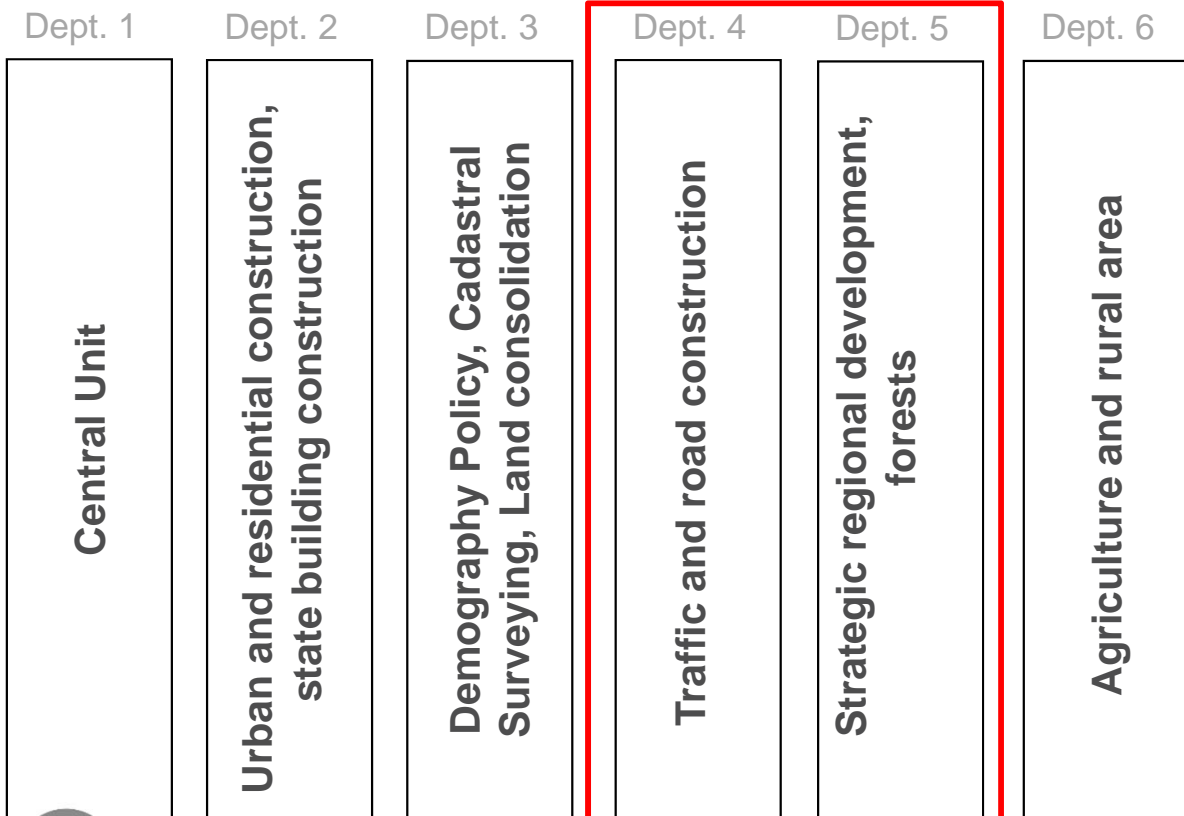 Dept. 1
Dept. 2
Dept. 3
Dept. 4
Dept. 5
Dept. 6
Central Unit
Urban and residential construction,
state building construction
Demography Policy, Cadastral
Surveying, Land consolidation
Traffic and road construction
Strategic regional development,
forests
Agriculture and rural area